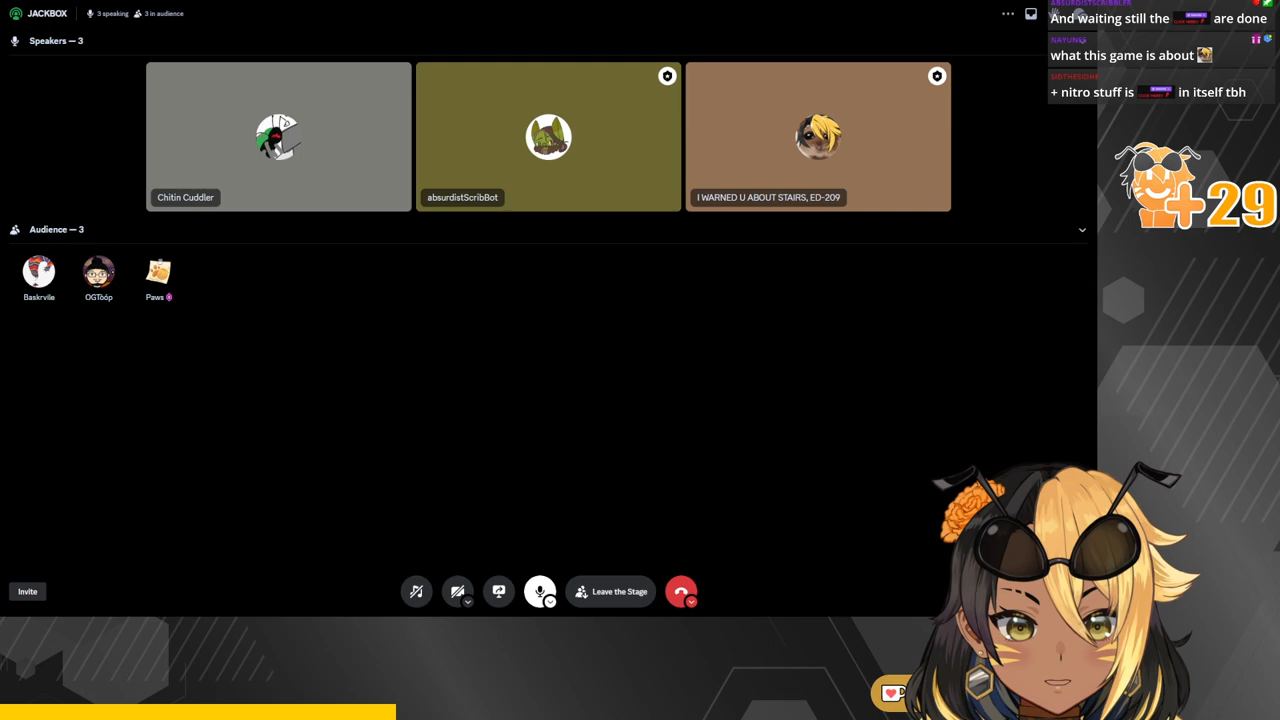 JACKBOX
3 speaking
3 in audience
Speakers — 3
Chitin Cuddler
absurdistScribBot
I WARNED U ABOUT STAIRS, ED-209
Audience — 3
Baskrvile
OGTòóp
Paws
Invite
Leave the Stage
ABSURDISTSCRIBBLER
And waiting still the are done
what this game is about
+ nitro stuff is in itself tbh
+29